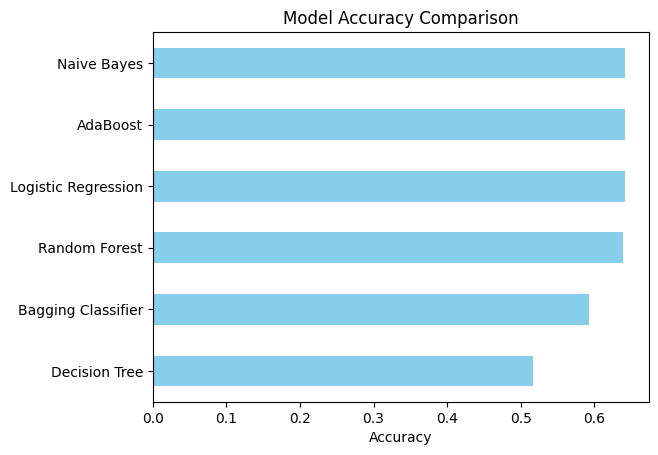 Model Accuracy Comparison
Naive Bayes
AdaBoost
Logistic Regression
Random Forest
Bagging Classifier
Decision Tree
0.0 0.1 0.2 0.3 0.4 0.5 0.6
Accuracy